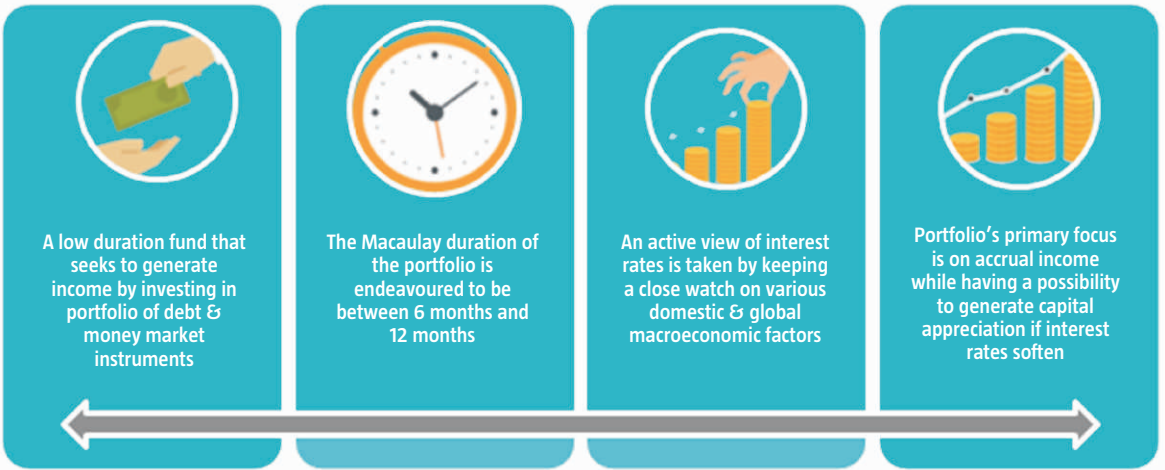 A low duration fund that
seeks to generate
income by investing in
portfolio of debt &
money market
instruments
The Macaulay duration of
the portfolio is
endeavoured to be
between 6 months and
12 months
An active view of interest
rates is taken by keeping
a close watch on various
domestic & global
macroeconomic factors
Portfolio's primary focus
is on accrual income
while having a possibility
to generate capital
appreciation if interest
rates soften